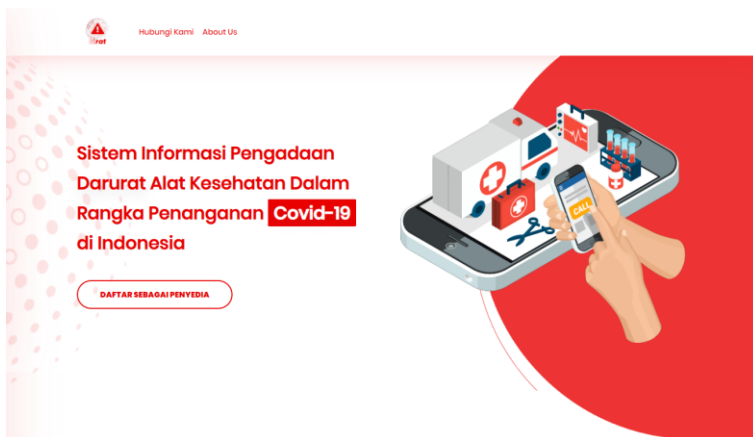 Hubungi Kami About Us
Sistem Informasi Pengadaan
Darurat Alat Kesehatan Dalam
Rangka Penanganan Covid-19
di Indonesia
DAFTAR SEBAGAI PENYEDIA
CALL